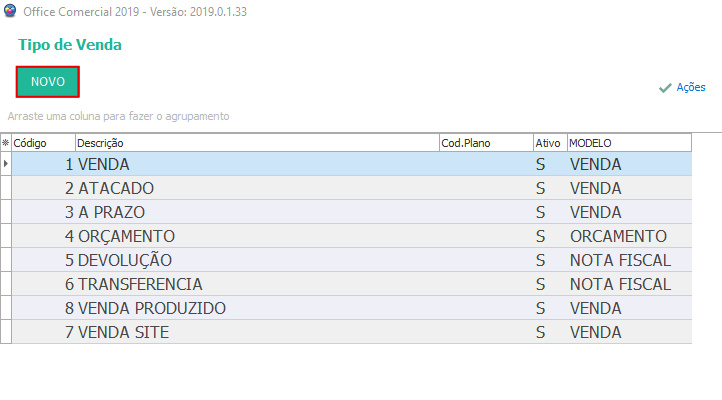 Office Comercial 2019 - Versão: 2019.0.1.33
Tipo de Venda
NOVO
Ações
Arraste uma coluna para fazer o agrupamento
Código Descrição Cod.Plano Ativo MODELO
1 VENDA S VENDA
2 ATACADO S VENDA
3 A PRAZO S VENDA
4 ORÇAMENTO S ORCAMENTO
5 DEVOLUÇÃO S NOTA FISCAL
6 TRANSFERENCIA S NOTA FISCAL
8 VENDA PRODUZIDO S VENDA
7 VENDA SITE S VENDA